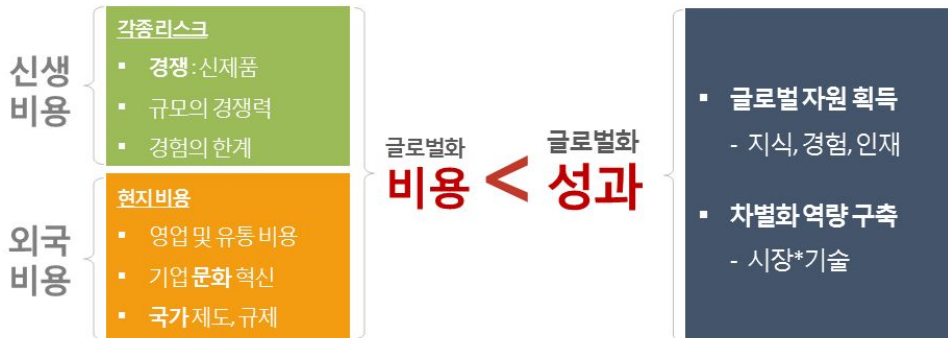 신생
비용
각종 리스크
▪ 경쟁 : 신제품
▪ 규모의 경쟁력
▪ 경험의 한계
외국
비용
현지 비용
▪ 영업 및 유통 비용
▪ 기업 문화 혁신
▪ 국가 제도, 규제
글로벌화
비용
<
글로벌화
성과
▪ 글로벌 자원 획득
- 지식, 경험, 인재
▪ 차별화 역량 구축
- 시장*기술